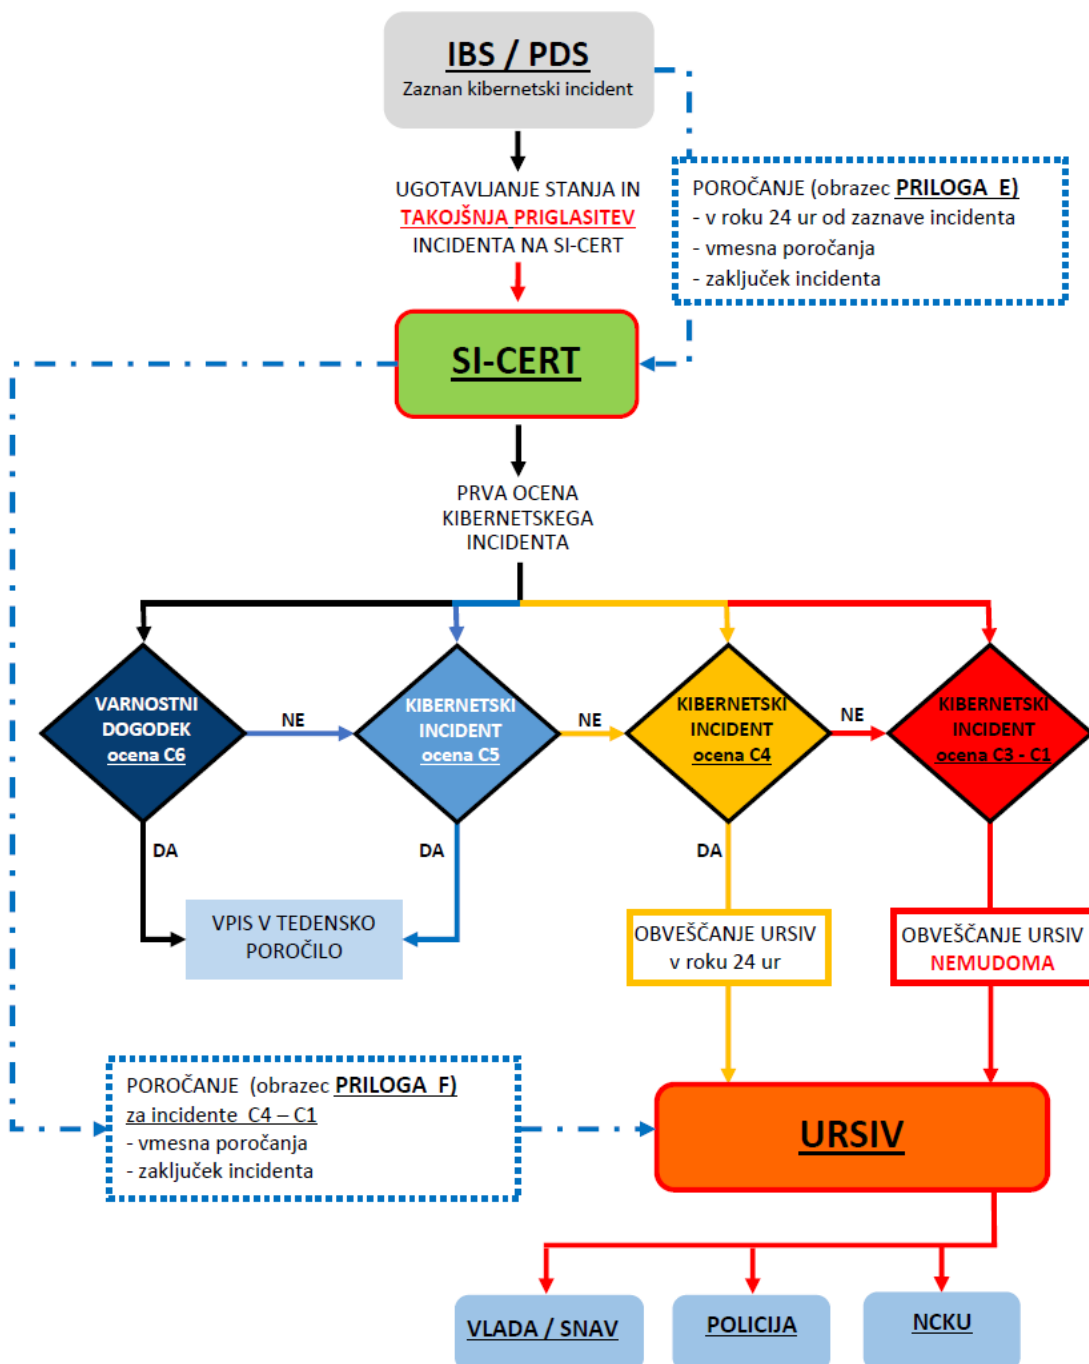 IBS / PDS
Zaznan kibernetski incident
UGOTAVLJANJE STANJA IN
TAKOJŠNJA PRIGLASITEV
INCIDENTA NA SI-CERT
POROČANJE (obrazec PRILOGA E)
- v roku 24 ur od zaznave incidenta
- vmesna poročanja
- zaključek incidenta
SI-CERT
PRVA OCENA
KIBERNETSKEGA
INCIDENTA
VARNOSTNI
DOGODEK
ocena C6
NE
KIBERNETSKI
INCIDENT
ocena C5
NE
KIBERNETSKI
INCIDENT
ocena C4
NE
KIBERNETSKI
INCIDENT
ocena C3 - C1
DA
DA
DA
VPIS V TEDENSKO
POROČILO
OBVEŠČANJE URSIV
v roku 24 ur
OBVEŠČANJE URSIV
NEMUDOMA
POROČANJE (obrazec PRILOGA F)
za incidente C4 – C1
- vmesna poročanja
- zaključek incidenta
URSIV
VLADA / SNAV
POLICIJA
NCKU